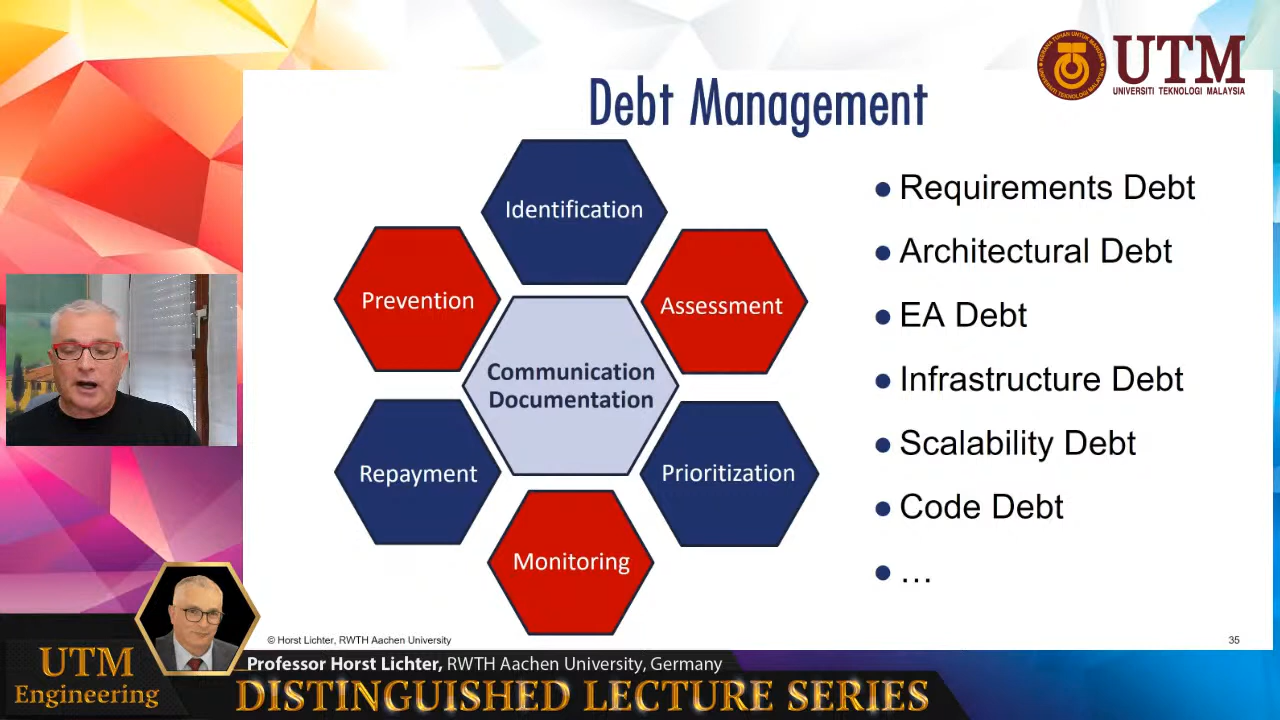 UTM
UNIVERSITI TEKNOLOGI MALAYSIA
Debt Management
Identification
Prevention
Assessment
Communication
Documentation
Repayment
Prioritization
Monitoring
● Requirements Debt
● Architectural Debt
● EA Debt
● Infrastructure Debt
● Scalability Debt
● Code Debt
● …
© Horst Lichter, RWTH Aachen University
35
UTM
Engineering
Professor Horst Lichter, RWTH Aachen University, Germany
DISTINGUISHED LECTURE SERIES